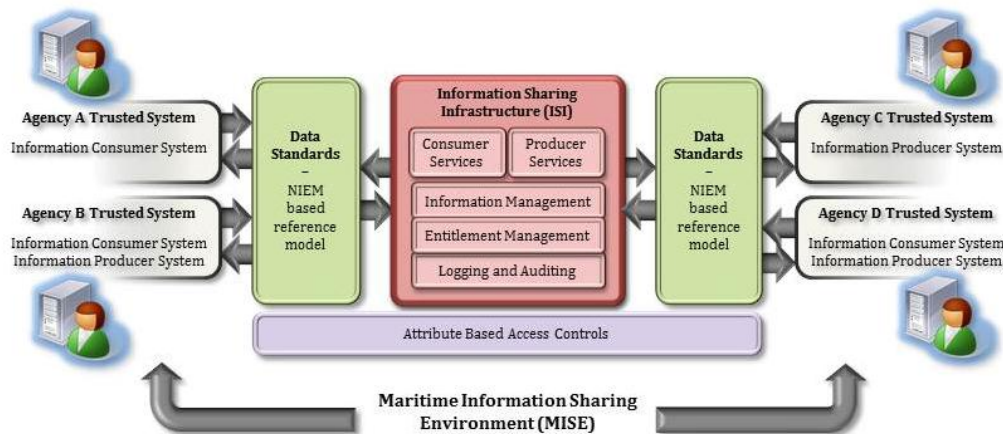 Agency A Trusted System
Information Consumer System
Agency B Trusted System
Information Consumer System
Information Producer System
Data
Standards
–
NIEM
based
reference
model
Information Sharing
Infrastructure (ISI)
Consumer
Services
Producer
Services
Information Management
Entitlement Management
Logging and Auditing
Data
Standards
–
NIEM
based
reference
model
Agency C Trusted System
Information Producer System
Agency D Trusted System
Information Consumer System
Information Producer System
Attribute Based Access Controls
Maritime Information Sharing
Environment (MISE)